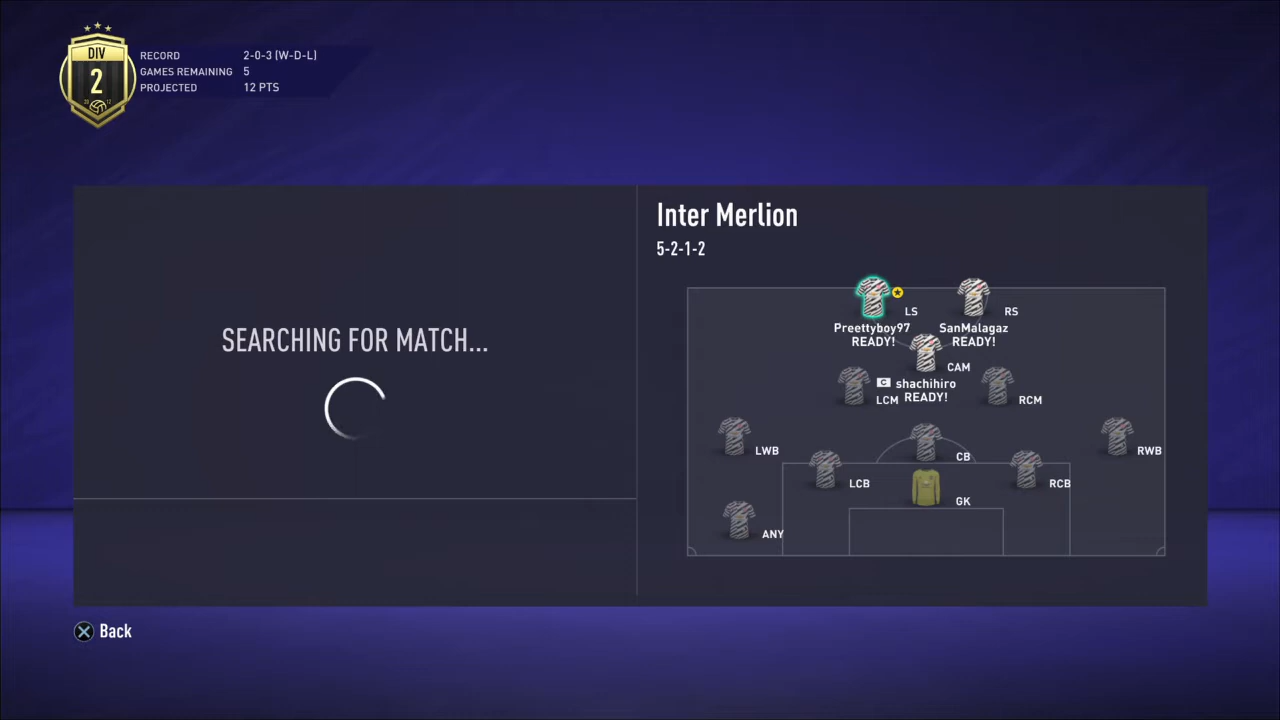 DIV
2
RECORD 2-0-3 (W-D-L)
GAMES REMAINING 5
PROJECTED 12 PTS
SEARCHING FOR MATCH...
Inter Merlion
5-2-1-2
LS
RS
Preettyboy97
READY!
SanMalagaz
READY!
CAM
C shachihiro
READY!
LCM
RCM
LWB
CB
RWB
LCB
RCB
GK
ANY
Back